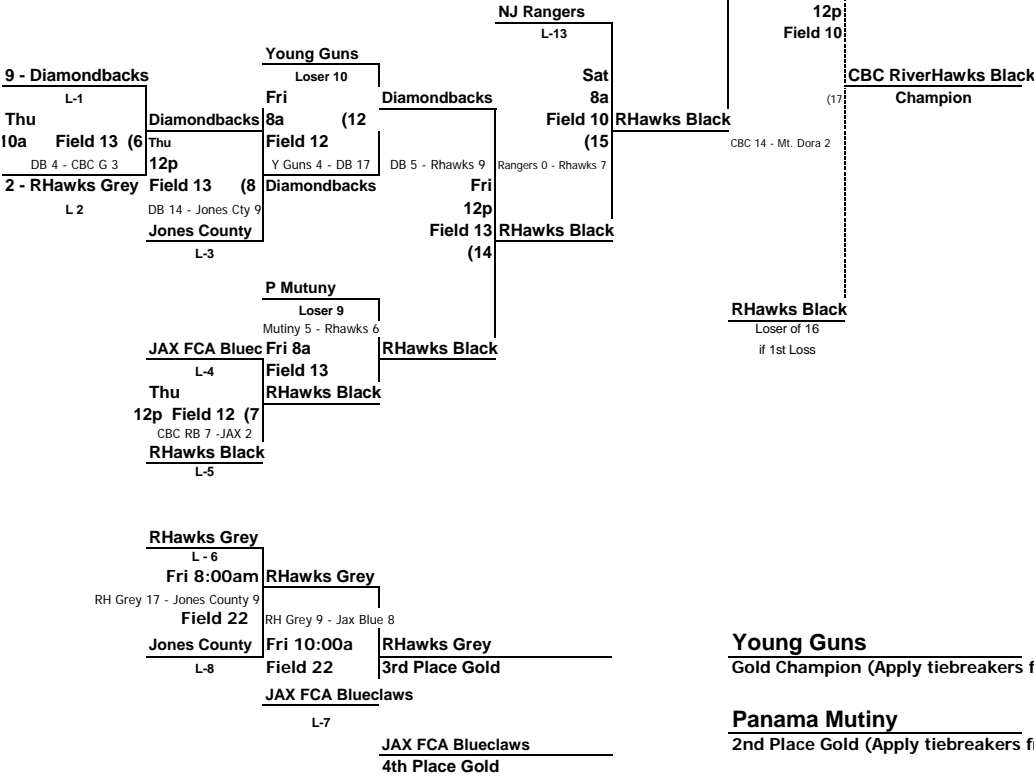 NJ Rangers
12p
L-13
Field 10
Young Guns
9 - Diamondbacks
Loser 10
Sat
CBC RiverHawks Black
L-1
Fri
Diamondbacks
8a
(17
Champion
Thu
Diamondbacks
8a
(12
Field 10
RHawks Black
10a
Field 13
(6
Thu
Field 12
(15
CBC 14 - Mt. Dora 2
DB 4 - CBC G 3
12p
Y Guns 4 - DB 17
DB 5 - Rhawks 9
Rangers 0 - Rhawks 7
2 - RHawks Grey
Field 13
(8
Diamondbacks
Fri
L 2
DB 14 - Jones Cty 9
12p
Jones County
Field 13
RHawks Black
L-3
(14
P Mutuny
Loser 9
RHawks Black
Mutiny 5 - Rhawks 6
Loser of 16
JAX FCA Bluec
Fri 8a
RHawks Black
if 1st Loss
L-4
Field 13
Thu
RHawks Black
12p
Field 12
(7
CBC RB 7 -JAX 2
RHawks Black
L-5
RHawks Grey
L - 6
Fri 8:00am
RHawks Grey
RH Grey 17 - Jones County 9
Field 22
RH Grey 9 - Jax Blue 8
Jones County
Fri 10:00a
RHawks Grey
Young Guns
L-8
Field 22
3rd Place Gold
Gold Champion (Apply tiebreakers f
JAX FCA Blueclaws
L-7
Panama Mutiny
JAX FCA Blueclaws
2nd Place Gold (Apply tiebreakers fr
4th Place Gold